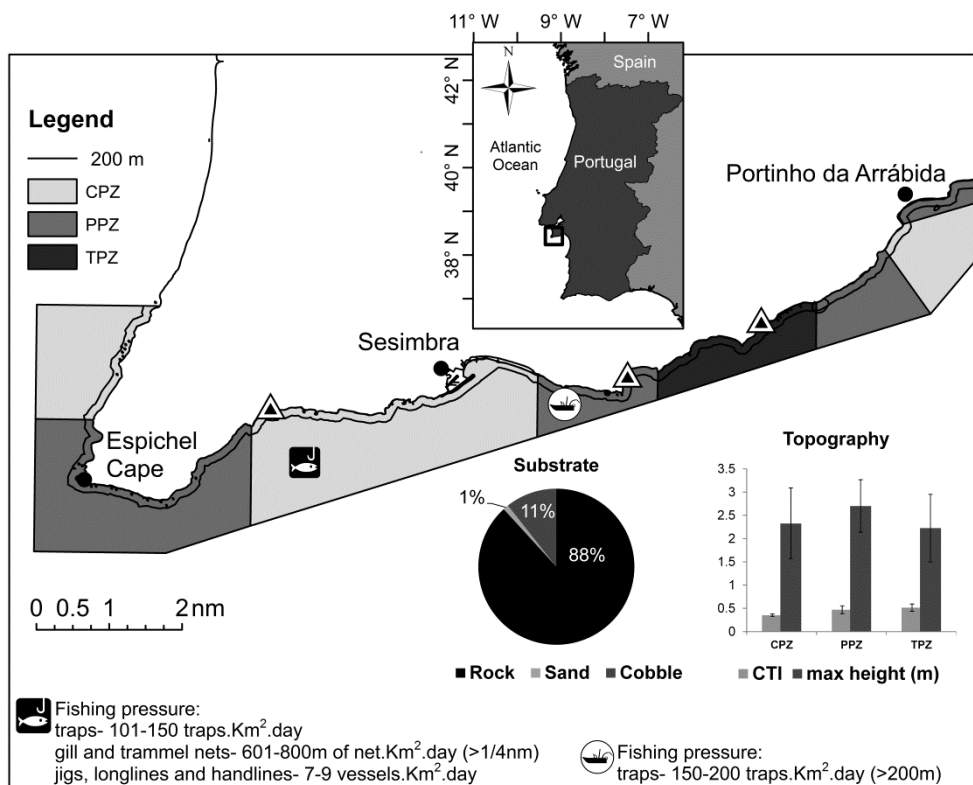 11° W 9° W 7° W
N
Spain
42° N
Legend
200 m
Atlantic
Ocean
Portugal
40° N
Portinho da Arrábida
CPZ
PPZ
38° N
TPZ
Sesimbra
Espichel
Cape
Topography
Substrate
3.5
3
2.5
2
1.5
1
0.5
0
1%
11%
88%
0 0.5 1 2 nm
CPZ PPZ TPZ
Rock Sand Cobble
CTI max height (m)
Fishing pressure:
traps- 101-150 traps.Km².day
gill and trammel nets- 601-800m of net.Km².day (>1/4nm)
jigs, longlines and handlines- 7-9 vessels.Km².day
Fishing pressure:
traps- 150-200 traps.Km².day (>200m)